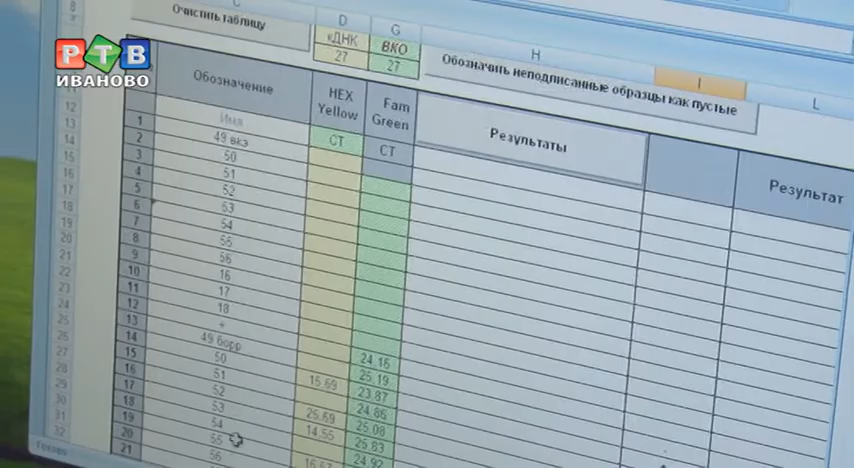 РТВ
ИВАНОВО
C D G H I L
8
Очистить таблицу
«ДНК ВКО
27 27
Обозначить неподписанные образцы как пустые
Обозначение
HEX Yellow
Fam Green
Результаты
Результат
11
12 Имя CT CT
13 1 49 вкэ
14 2 50
15 3 51
16 4 52
17 5 53
18 6 54
19 7 55
20 8 56
21 9 16
22 10 17
23 11 18
24 12 +
25 13 49 борр 24.16
26 14 50 25.19
27 15 51 15.69 23.87
28 16 52 24.86
29 17 53 25.69 25.08
30 18 54 14.55 25.83
31 19 55 24.92
32 20 56
21
Готово